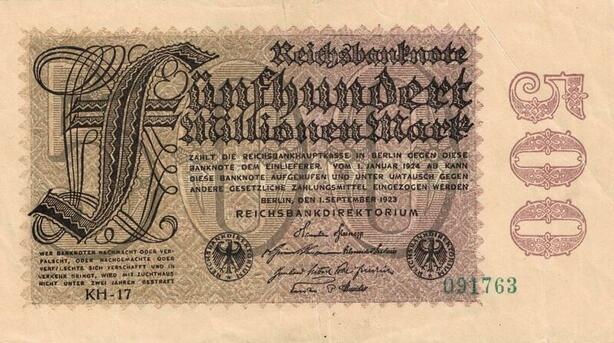 Reichsbanknote
Fünfhundert
Millionen Mark
ZAHLT DIE REICHSBANKHAUPTKASSE IN BERLIN GEGEN DIESE
BANKNOTE DEM EINLIEFERER. VOM 1. JANUAR 1924 AB KANN
DIESE BANKNOTE AUFGERUFEN UND UNTER UMTAUSCH GEGEN
ANDERE GESETZLICHE ZAHLUNGSMITTEL EINGEZOGEN WERDEN
BERLIN, DEN 1. SEPTEMBER 1923
REICHSBANKDIREKTORIUM
WER BANKNOTEN NACHMACHT ODER VER-
FÄLSCHT, ODER NACHGEMACHTE ODER
VERFÄLSCHTE SICH VERSCHAFFT UND IN
VERKEHR BRINGT, WIRD MIT ZUCHTHAUS
NICHT UNTER ZWEI JAHREN BESTRAFT
KH-17
091763
500